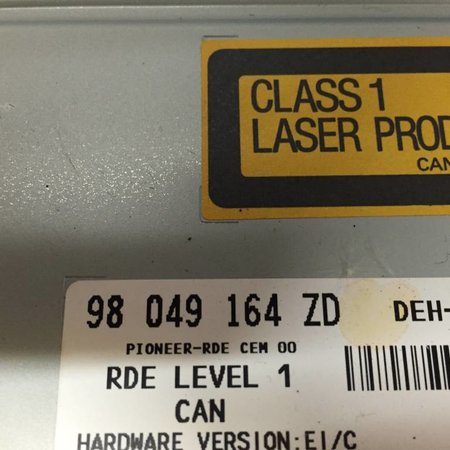 CLASS 1
LASER PROD
CAN
98 049 164 ZD DEH-
PIONEER-RDE CEM 00
RDE LEVEL 1
CAN
HARDWARE VERSION:EI/C